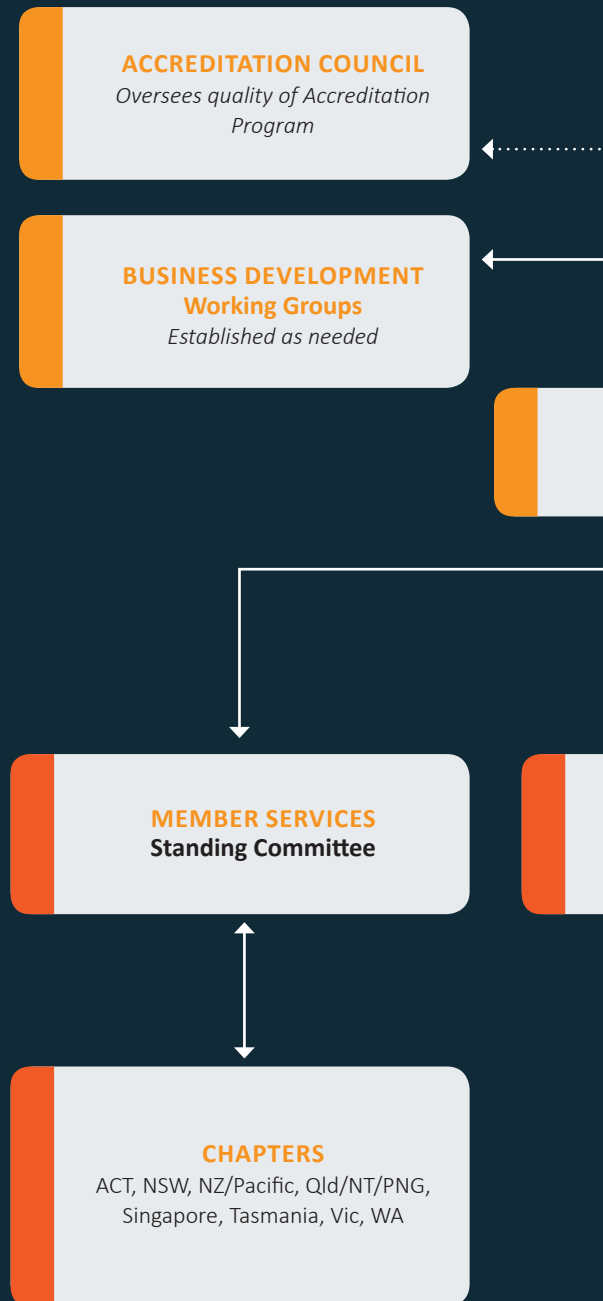 ACCREDITATION COUNCIL
Oversees quality of Accreditation
Program
BUSINESS DEVELOPMENT
Working Groups
Established as needed
MEMBER SERVICES
Standing Committee
CHAPTERS
ACT, NSW, NZ/Pacific, Qld/NT/PNG,
Singapore, Tasmania, Vic, WA